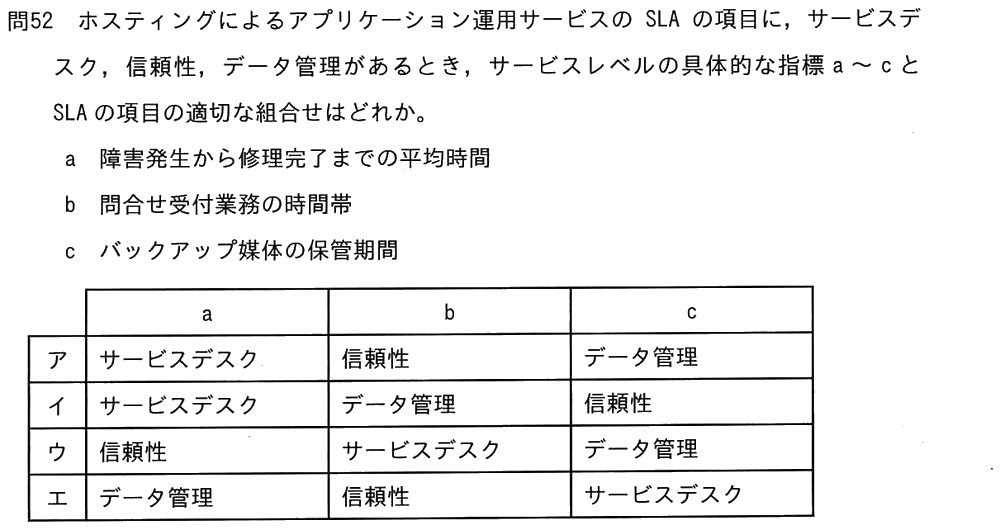 問52 ホスティングによるアプリケーション運用サービスの SLA の項目に，サービスデ
スク，信頼性，データ管理があるとき，サービスレベルの具体的な指標 a ～ c と
SLA の項目の適切な組合せはどれか。
a 障害発生から修理完了までの平均時間
b 問合せ受付業務の時間帯
c バックアップ媒体の保管期間
a b c
ア サービスデスク 信頼性 データ管理
イ サービスデスク データ管理 信頼性
ウ 信頼性 サービスデスク データ管理
エ データ管理 信頼性 サービスデスク